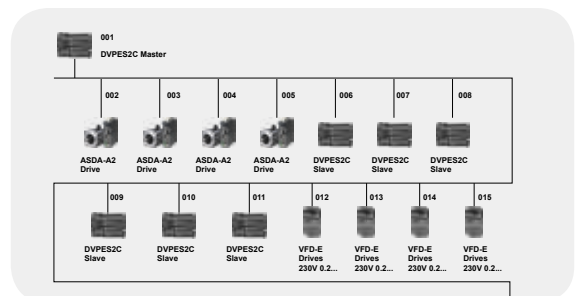 001
DVPES2C Master
002 003 004 005 006 007 008
ASDA-A2 ASDA-A2 ASDA-A2 ASDA-A2 DVPES2C DVPES2C DVPES2C
Drive Drive Drive Drive Slave Slave Slave
009 010 011 012 013 014 015
DVPES2C DVPES2C DVPES2C VFD-E VFD-E VFD-E VFD-E
Slave Slave Slave Drives Drives Drives Drives
230V 0.2... 230V 0.2... 230V 0.2... 230V 0.2...